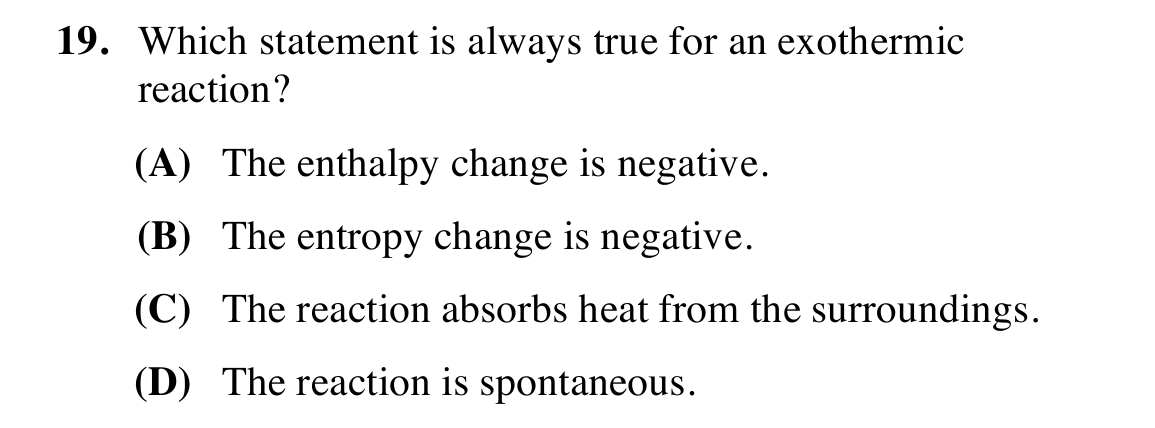 19. Which statement is always true for an exothermic
reaction?
(A) The enthalpy change is negative.
(B) The entropy change is negative.
(C) The reaction absorbs heat from the surroundings.
(D) The reaction is spontaneous.